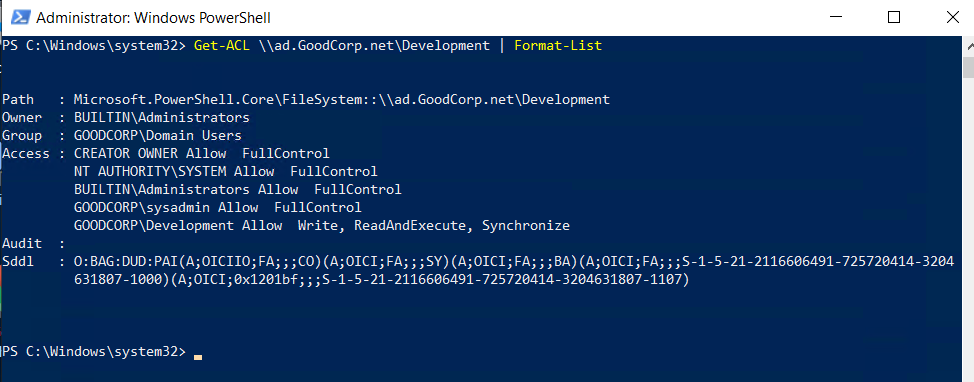 Administrator: Windows PowerShell
PS C:\Windows\system32> Get-ACL \\ad.GoodCorp.net\Development | Format-List
Path   : Microsoft.PowerShell.Core\FileSystem::\\ad.GoodCorp.net\Development
Owner  : BUILTIN\Administrators
Group  : GOODCORP\Domain Users
Access : CREATOR OWNER Allow  FullControl
         NT AUTHORITY\SYSTEM Allow  FullControl
         BUILTIN\Administrators Allow  FullControl
         GOODCORP\sysadmin Allow  FullControl
         GOODCORP\Development Allow  Write, ReadAndExecute, Synchronize
Audit  :
Sddl   : O:BAG:DUD:PAI(A;OICIIO;FA;;;CO)(A;OICI;FA;;;SY)(A;OICI;FA;;;BA)(A;OICI;FA;;;S-1-5-21-2116606491-725720414-3204
         631807-1000)(A;OICI;0x1201bf;;;S-1-5-21-2116606491-725720414-3204631807-1107)
PS C:\Windows\system32>